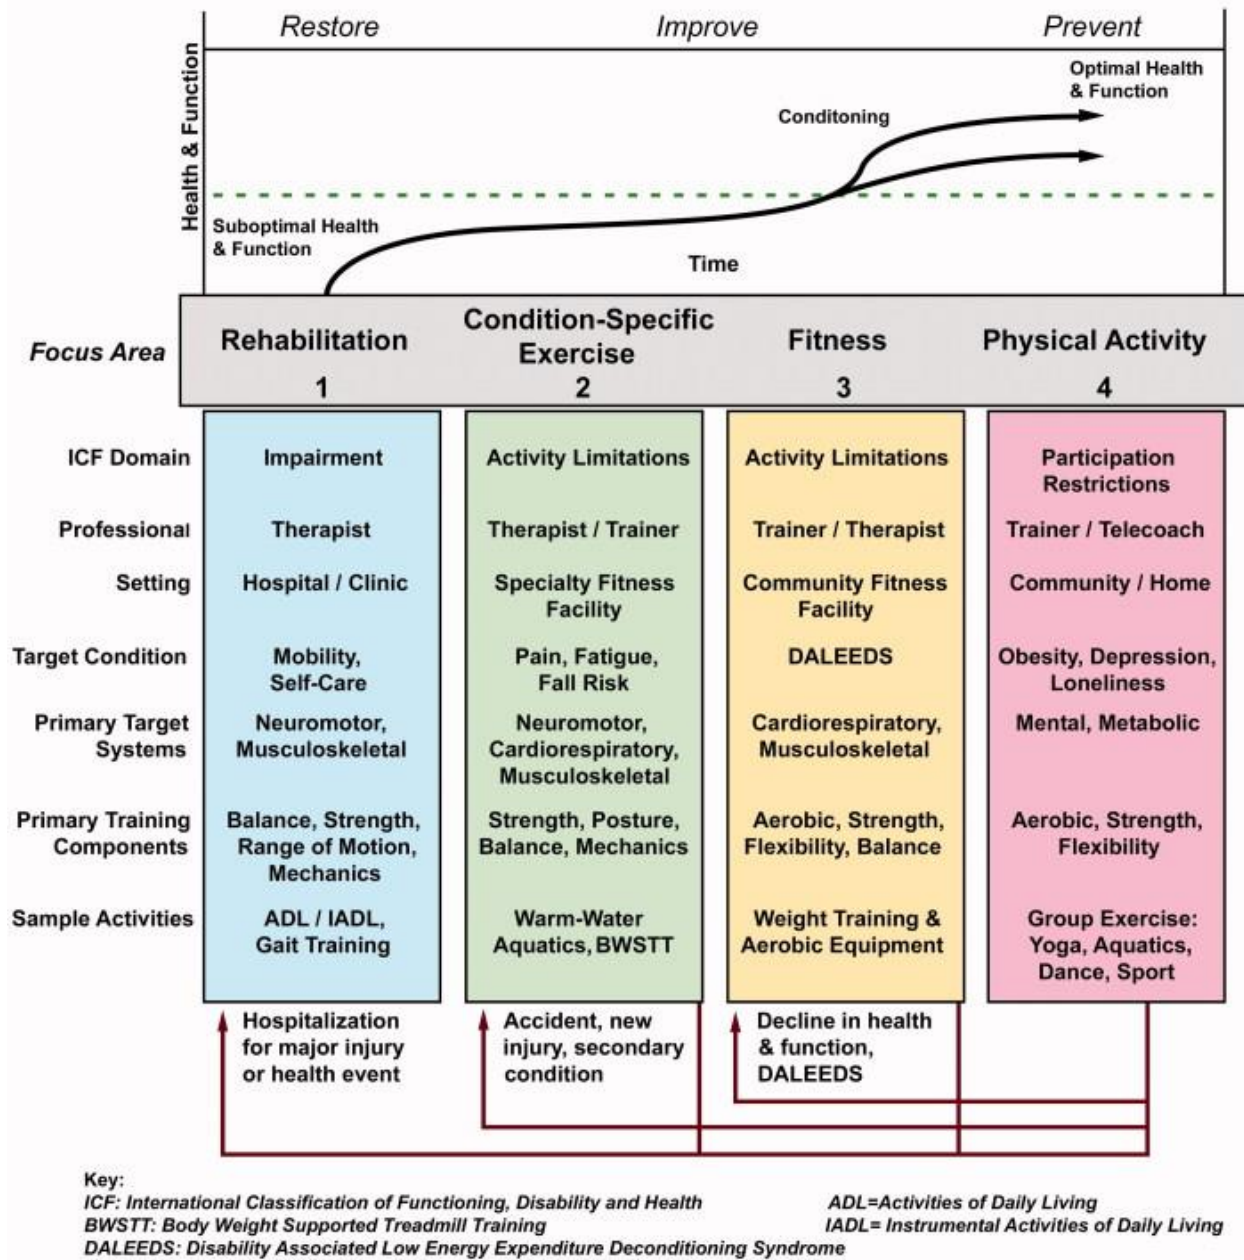 Restore
Improve
Prevent
Health & Function
Optimal Health
& Function
Conditoning
Suboptimal Health
& Function
Time
Focus Area
Rehabilitation
1
Condition-Specific
Exercise
2
Fitness
3
Physical Activity
4
ICF Domain
Impairment
Activity Limitations
Activity Limitations
Participation
Restrictions
Professional
Therapist
Therapist / Trainer
Trainer / Therapist
Trainer / Telecoach
Setting
Hospital / Clinic
Specialty Fitness
Facility
Community Fitness
Facility
Community / Home
Target Condition
Mobility,
Self-Care
Pain, Fatigue,
Fall Risk
DALEEDS
Obesity, Depression,
Loneliness
Primary Target
Systems
Neuromotor,
Musculoskeletal
Neuromotor,
Cardiorespiratory,
Musculoskeletal
Cardiorespiratory,
Musculoskeletal
Mental, Metabolic
Primary Training
Components
Balance, Strength,
Range of Motion,
Mechanics
Strength, Posture,
Balance, Mechanics
Aerobic, Strength,
Flexibility, Balance
Aerobic, Strength,
Flexibility
Sample Activities
ADL / IADL,
Gait Training
Warm-Water
Aquatics, BWSTT
Weight Training &
Aerobic Equipment
Group Exercise:
Yoga, Aquatics,
Dance, Sport
Hospitalization
for major injury
or health event
Accident, new
injury, secondary
condition
Decline in health
& function,
DALEEDS
Key:
ICF: International Classification of Functioning, Disability and Health
ADL=Activities of Daily Living
BWSTT: Body Weight Supported Treadmill Training
IADL= Instrumental Activities of Daily Living
DALEEDS: Disability Associated Low Energy Expenditure Deconditioning Syndrome